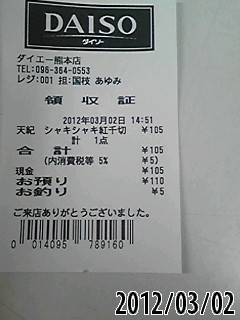 DAISO
ダイソー
ダイエー熊本店
TEL:096-364-0553
レジ:001 担:国枝 あゆみ
領収証
2012年03月02日 14:51
天紀 シャキシャキ紅千切 ¥105
計 1点
合計 ¥105
(内消費税等 5% ¥5)
現金 ¥105
お預り ¥110
お釣り ¥5
ご来店ありがとうございました。
0 014095 789160
2012/03/02